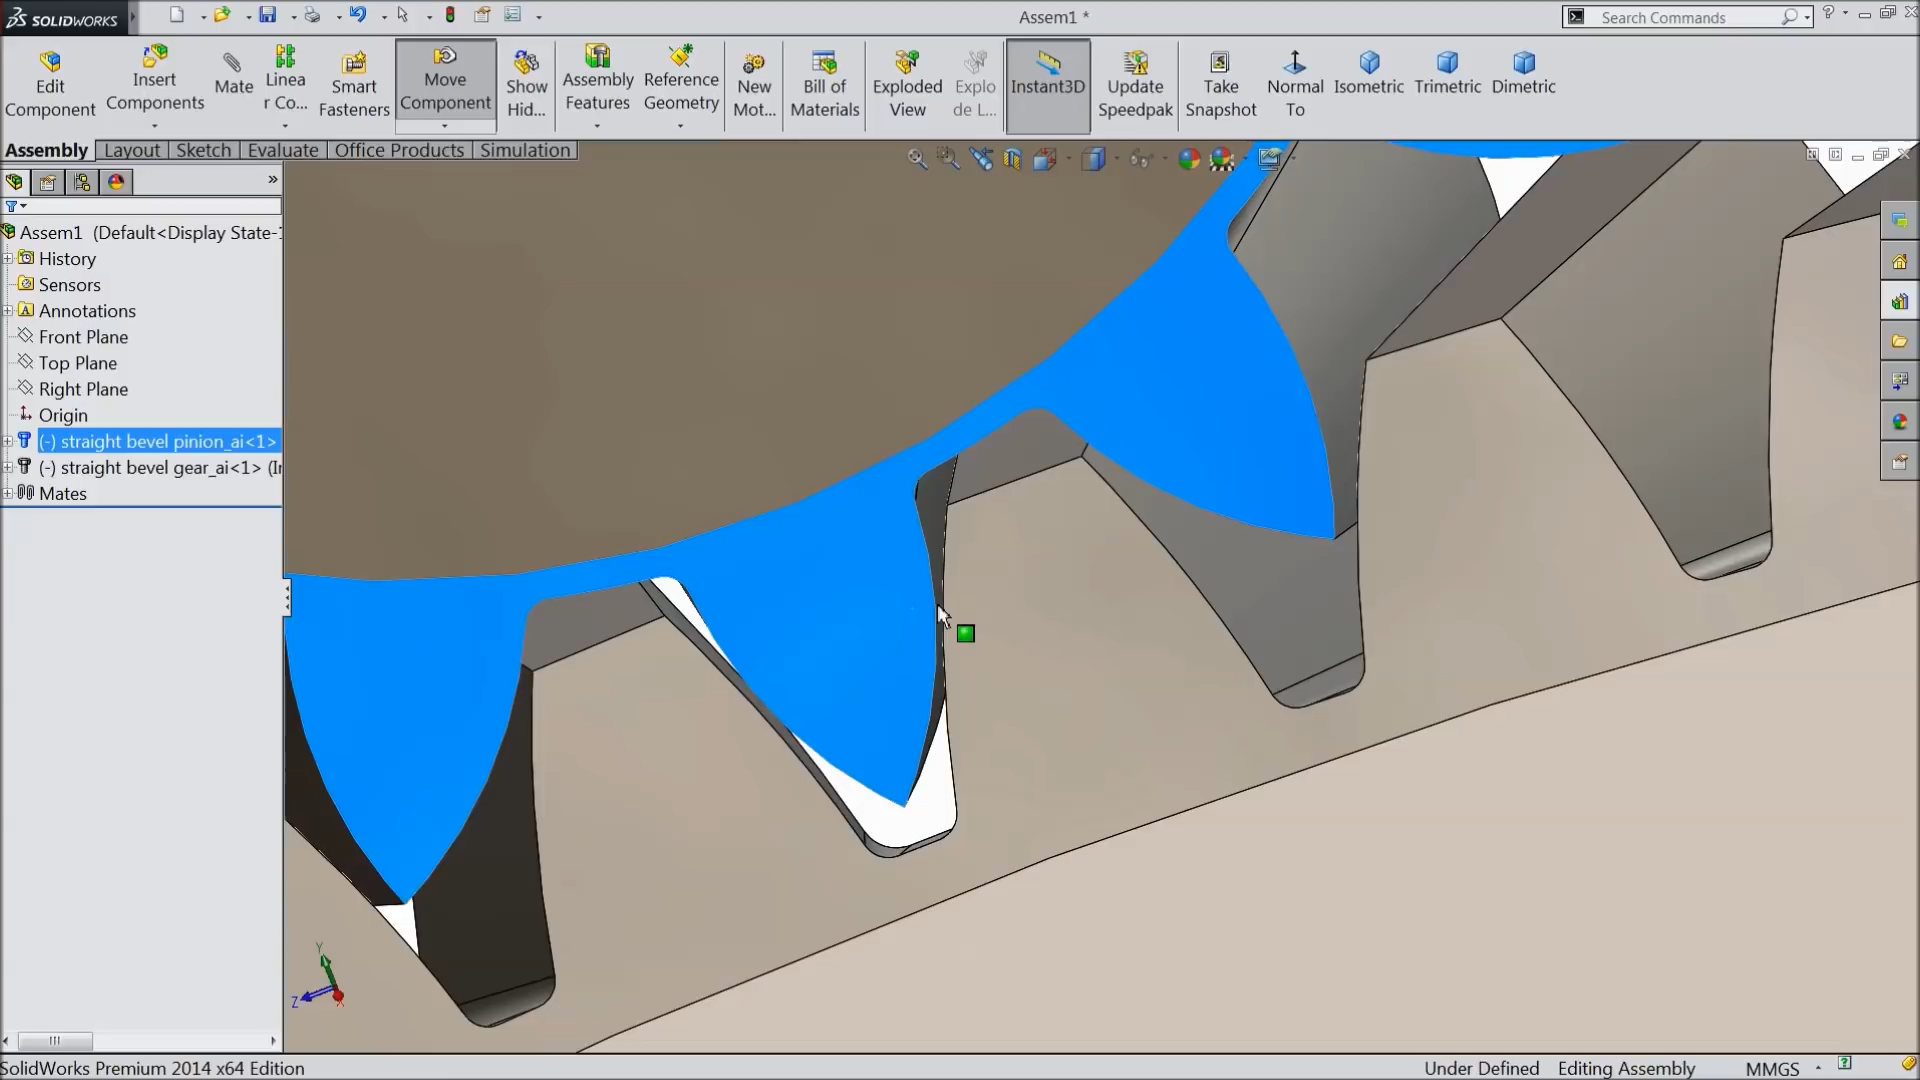 SOLIDWORKS
Assem1 *
Search Commands
Edit Component
Insert Components
Mate
Linea r Co...
Smart Fasteners
Move Component
Show Hid...
Assembly Features
Reference Geometry
New Mot...
Bill of Materials
Exploded View
Explo de L...
Instant3D
Update Speedpak
Take Snapshot
Normal To
Isometric
Trimetric
Dimetric
Assembly Layout Sketch Evaluate Office Products Simulation
Assem1 (Default<Display State-1
History
Sensors
Annotations
Front Plane
Top Plane
Right Plane
Origin
(-) straight bevel pinion_ai<1>
(-) straight bevel gear_ai<1> (I
Mates
Y
Z
X
SolidWorks Premium 2014 x64 Edition
Under Defined
Editing Assembly
MMGS